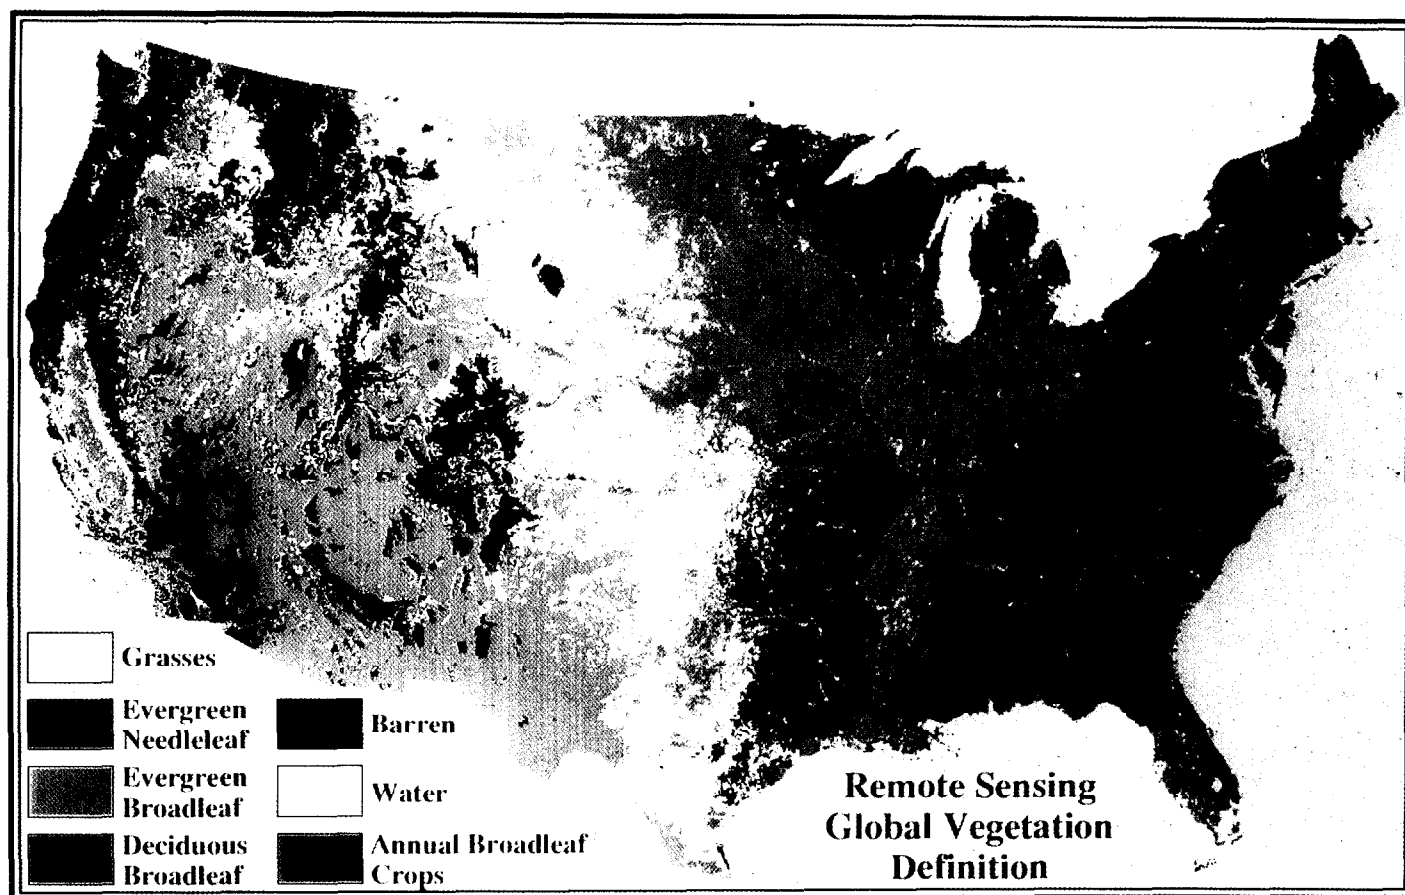 Grasses
Evergreen
Needleleaf
Barren
Evergreen
Broadleaf
Water
Deciduous
Broadleaf
Annual Broadleaf
Crops
Remote Sensing
Global Vegetation
Definition